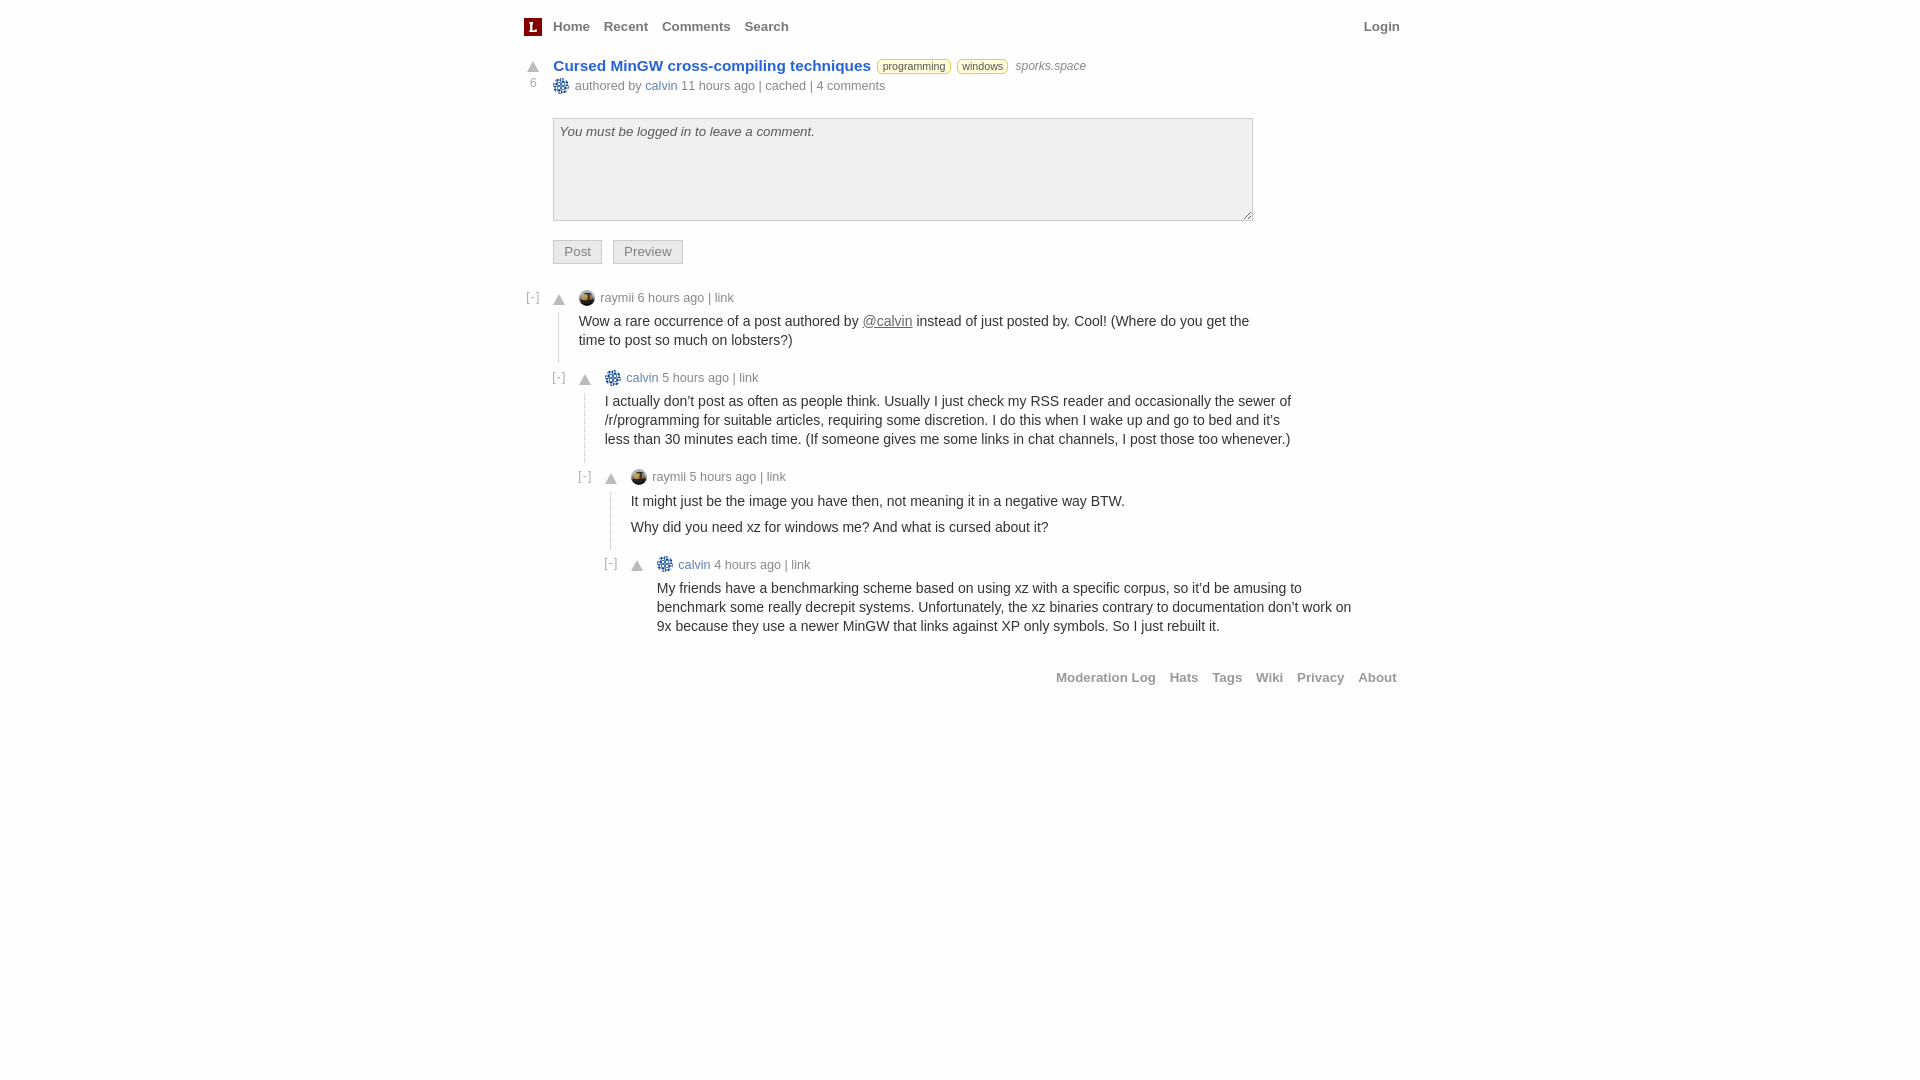 L Home Recent Comments Search Login
Cursed MinGW cross-compiling techniques programming windows sporks.space
6
authored by calvin 11 hours ago | cached | 4 comments
You must be logged in to leave a comment.
Post Preview
[-] raymii 6 hours ago | link
Wow a rare occurrence of a post authored by @calvin instead of just posted by. Cool! (Where do you get the
time to post so much on lobsters?)
[-] calvin 5 hours ago | link
I actually don’t post as often as people think. Usually I just check my RSS reader and occasionally the sewer of
/r/programming for suitable articles, requiring some discretion. I do this when I wake up and go to bed and it’s
less than 30 minutes each time. (If someone gives me some links in chat channels, I post those too whenever.)
[-] raymii 5 hours ago | link
It might just be the image you have then, not meaning it in a negative way BTW.
Why did you need xz for windows me? And what is cursed about it?
[-] calvin 4 hours ago | link
My friends have a benchmarking scheme based on using xz with a specific corpus, so it’d be amusing to
benchmark some really decrepit systems. Unfortunately, the xz binaries contrary to documentation don’t work on
9x because they use a newer MinGW that links against XP only symbols. So I just rebuilt it.
Moderation Log Hats Tags Wiki Privacy About